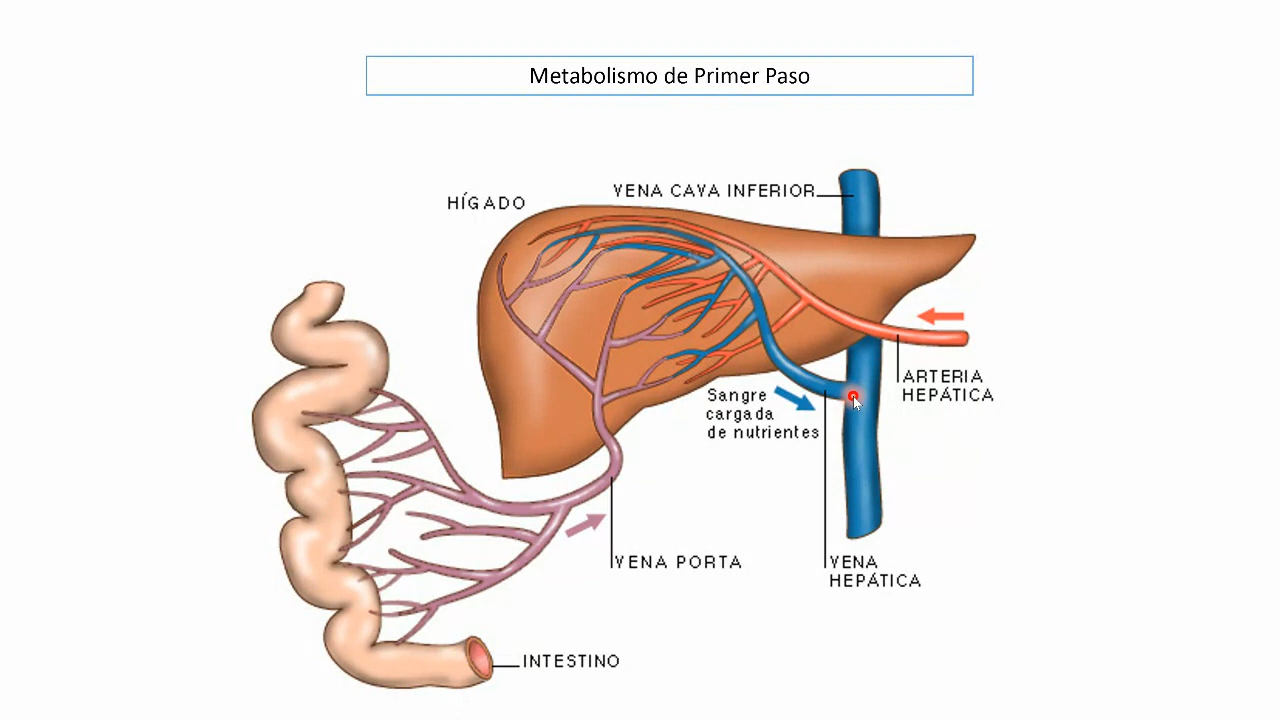 Metabolismo de Primer Paso
VENA CAVA INFERIOR
HÍGADO
ARTERIA
HEPÁTICA
Sangre
cargada
de nutrientes
VENA PORTA
VENA
HEPÁTICA
INTESTINO